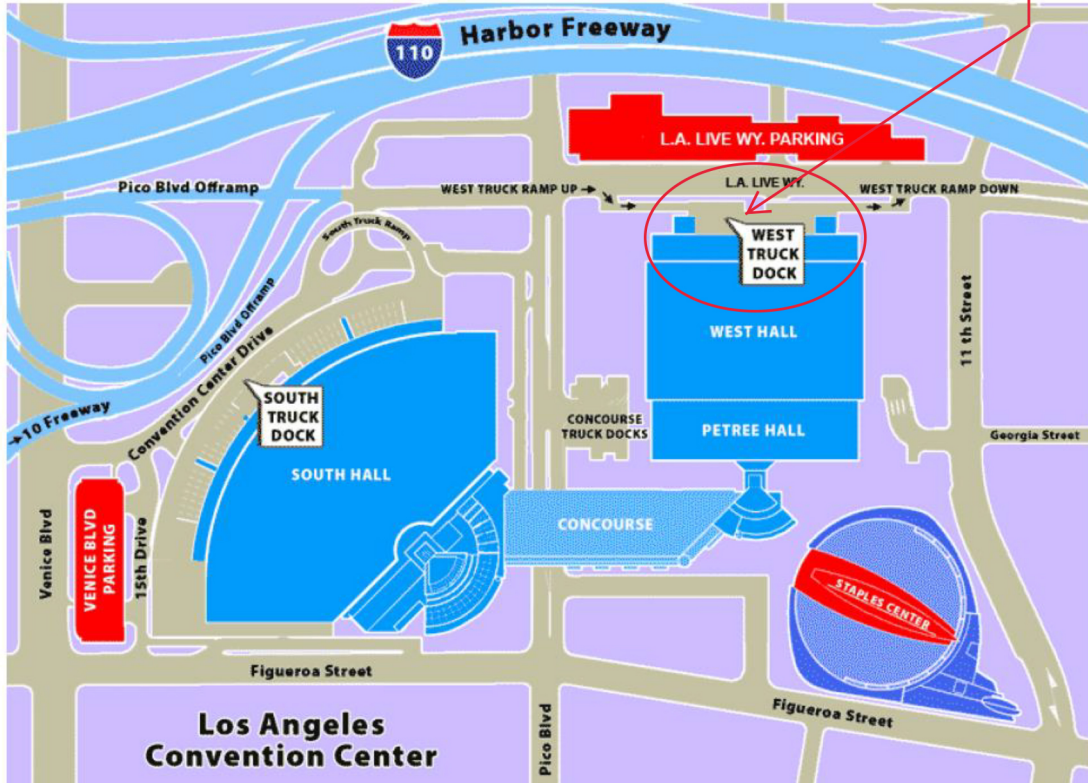 Harbor Freeway
110
L.A. LIVE WY. PARKING
Pico Blvd Offramp
WEST TRUCK RAMP UP
L.A. LIVE WY.
WEST TRUCK RAMP DOWN
South Truck Ramp
WEST
TRUCK
DOCK
Pico Blvd Offramp
WEST HALL
11 th Street
Convention Center Drive
10 Freeway
SOUTH
TRUCK
DOCK
CONCOURSE
TRUCK DOCKS
PETREE HALL
Georgia Street
SOUTH HALL
CONCOURSE
Venice Blvd
VENICE BLVD
PARKING
15th Drive
STAPLES CENTER
Figueroa Street
Figueroa Street
Pico Blvd
Los Angeles
Convention Center